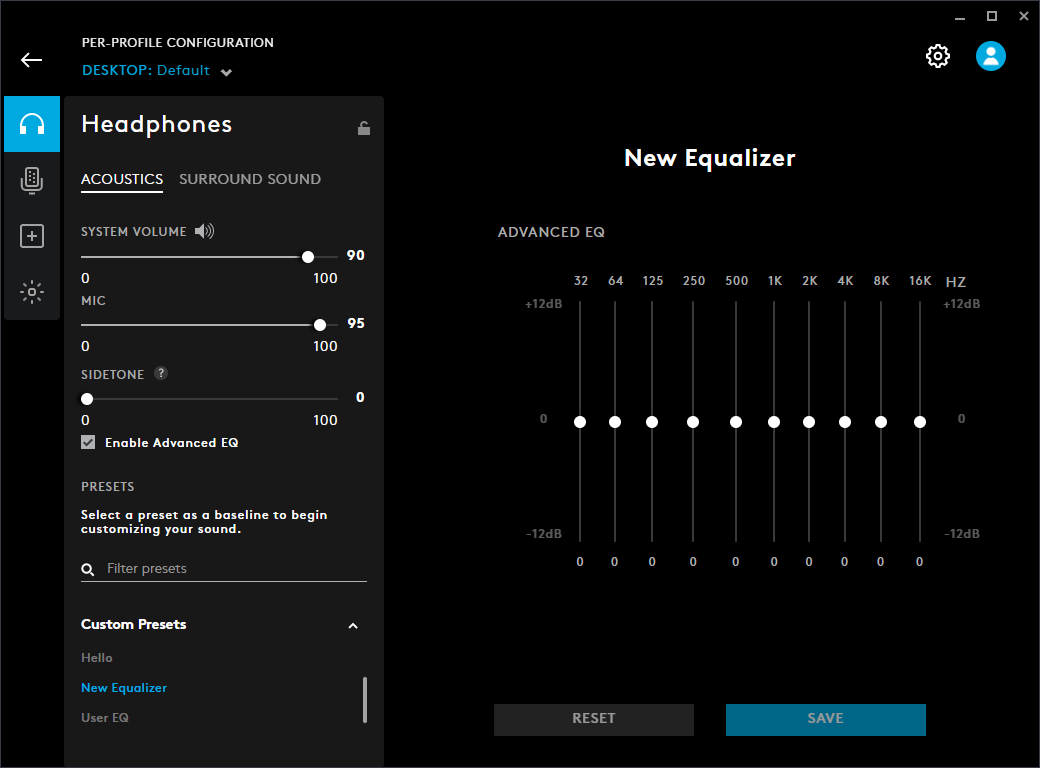 PER-PROFILE CONFIGURATION
DESKTOP: Default
Headphones
ACOUSTICS SURROUND SOUND
SYSTEM VOLUME
90
0 100
MIC
95
0 100
SIDETONE ?
0
0 100
Enable Advanced EQ
PRESETS
Select a preset as a baseline to begin
customizing your sound.
Filter presets
Custom Presets
Hello
New Equalizer
User EQ
New Equalizer
ADVANCED EQ
32 64 125 250 500 1K 2K 4K 8K 16K HZ
+12dB +12dB
0 0
-12dB -12dB
0 0 0 0 0 0 0 0 0 0
RESET SAVE